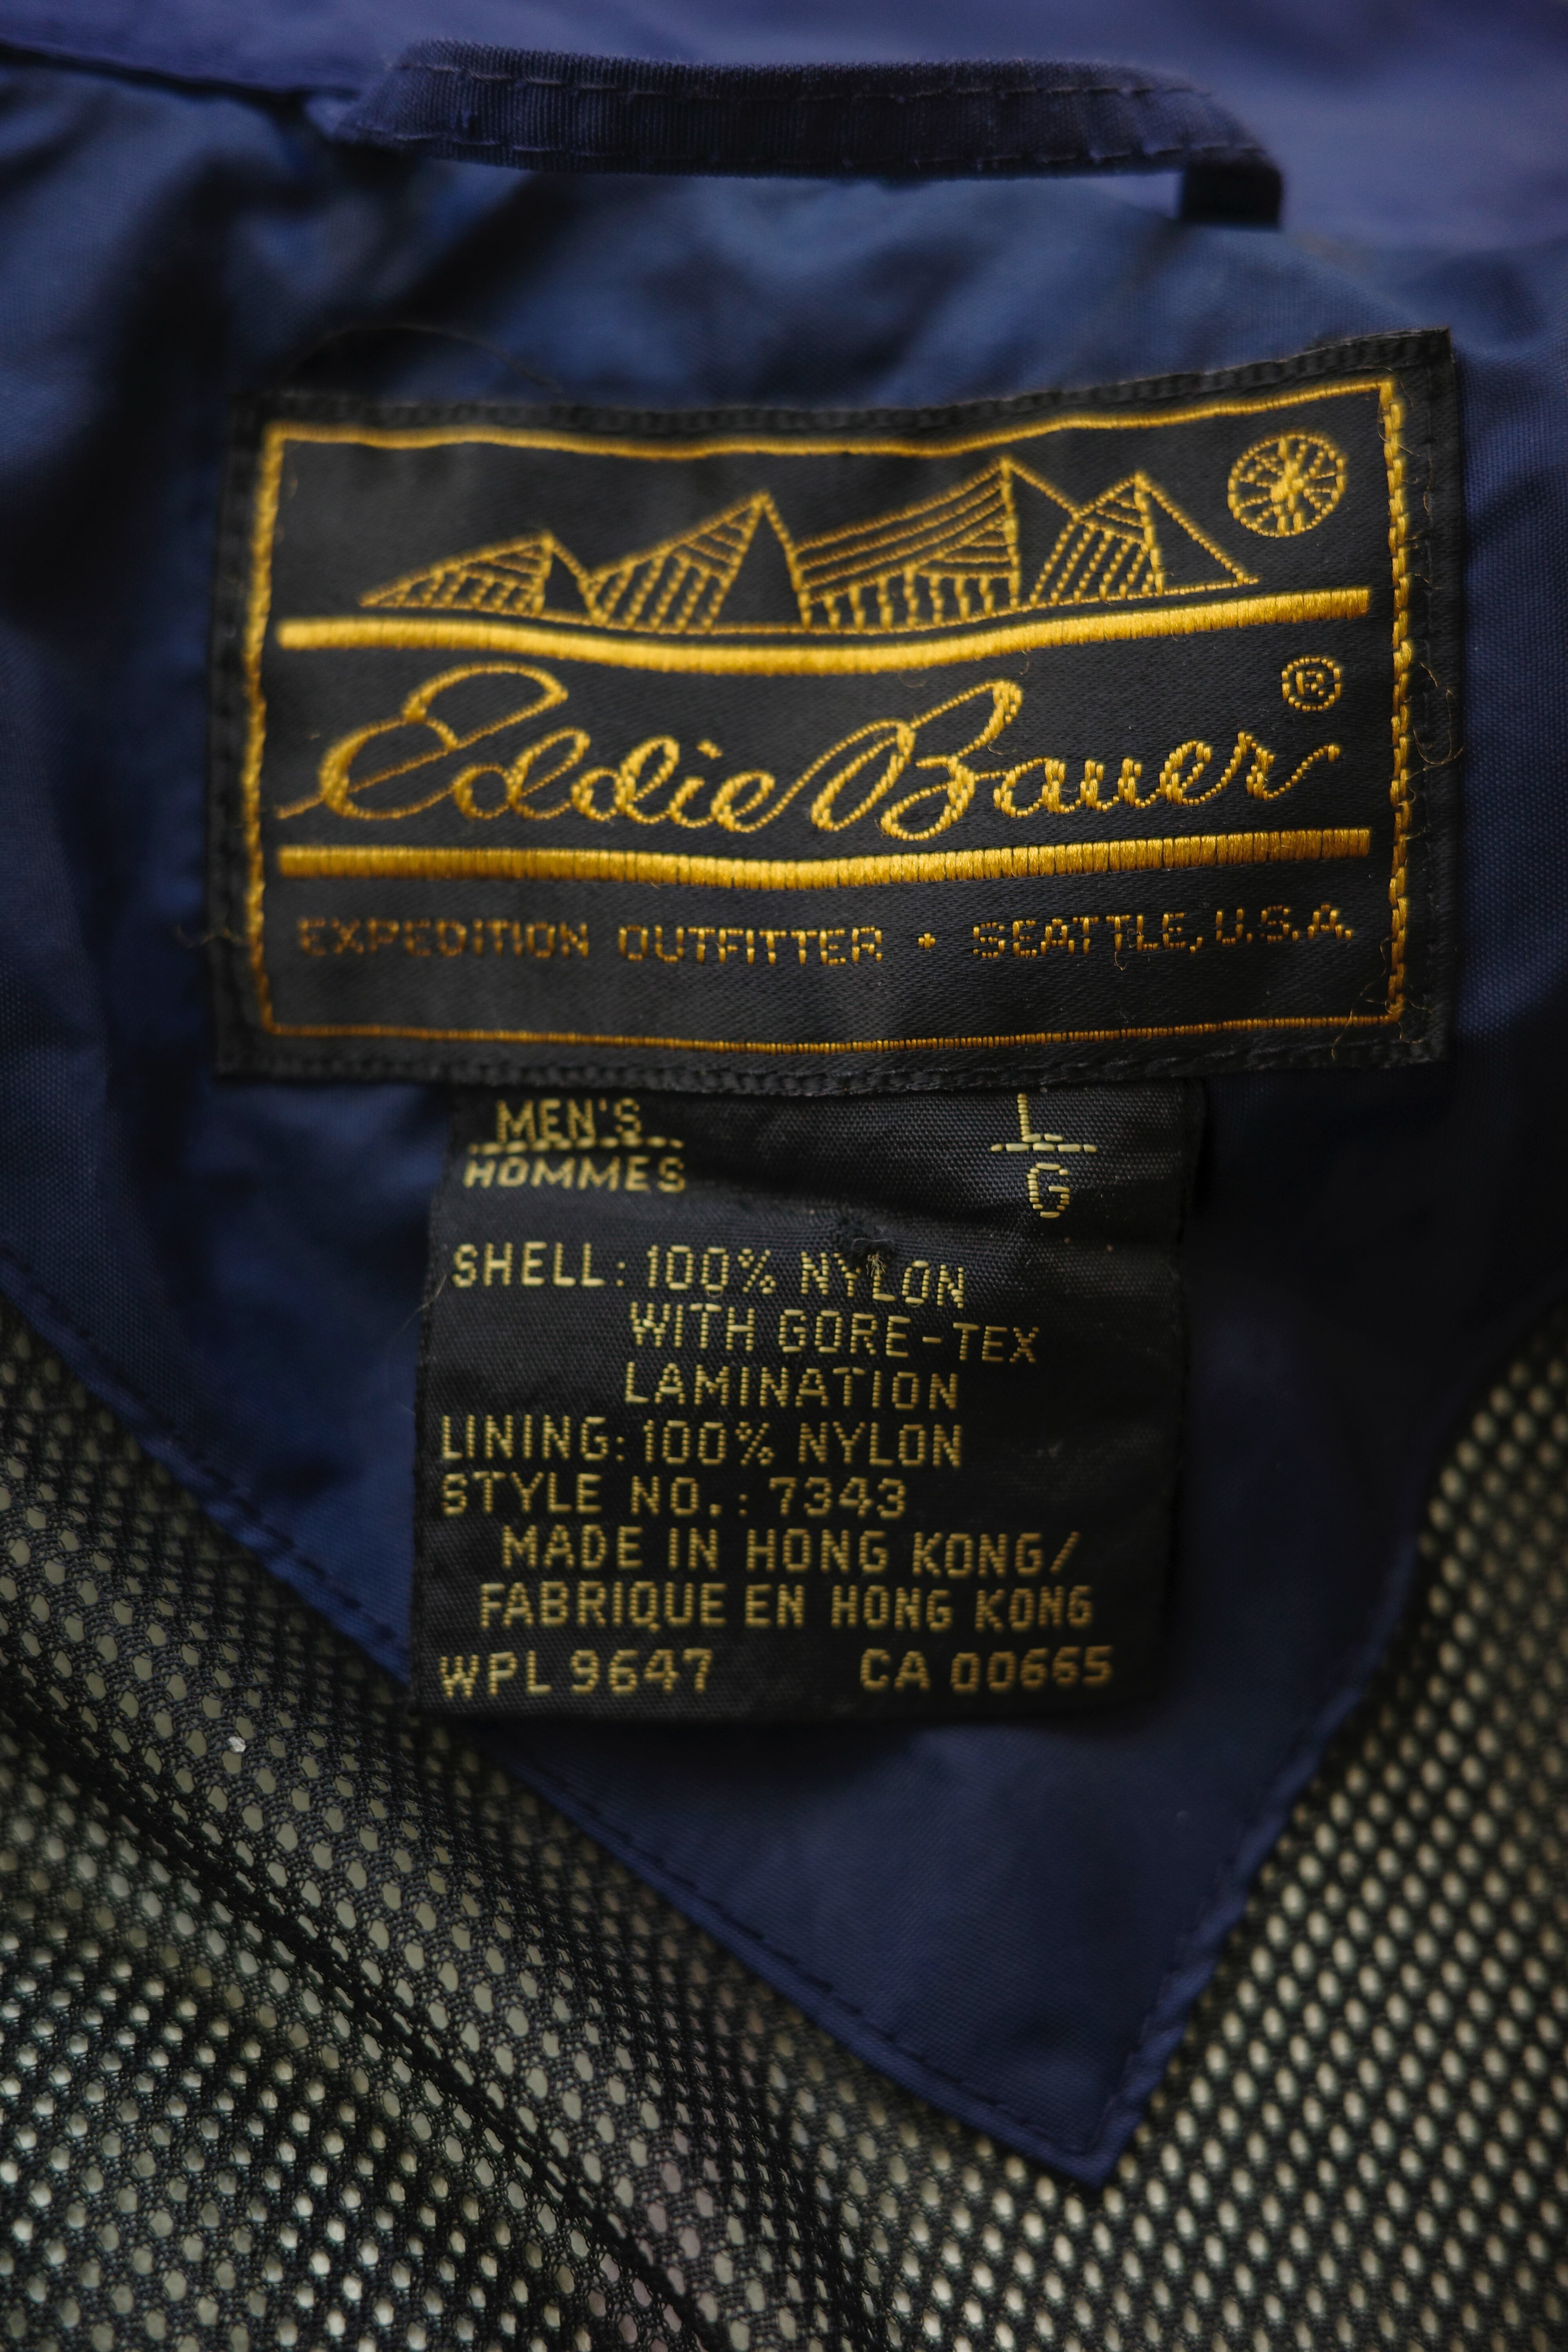 Eddie Bauer ®
EXPEDITION OUTFITTER • SEATTLE, U.S.A.
MEN'S L
HOMMES G
SHELL: 100% NYLON
WITH GORE-TEX
LAMINATION
LINING: 100% NYLON
STYLE NO.: 7343
MADE IN HONG KONG/
FABRIQUE EN HONG KONG
WPL 9647 CA 00665